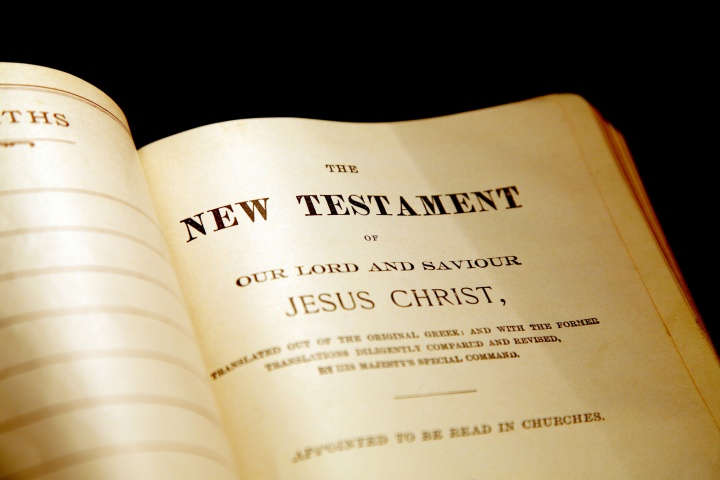 THS
THE
NEW TESTAMENT
OF
OUR LORD AND SAVIOUR
JESUS CHRIST,
TRANSLATED OUT OF THE ORIGINAL GREEK: AND WITH THE FORMER
TRANSLATIONS DILIGENTLY COMPARED AND REVISED,
BY HIS MAJESTY'S SPECIAL COMMAND.
APPOINTED TO BE READ IN CHURCHES.